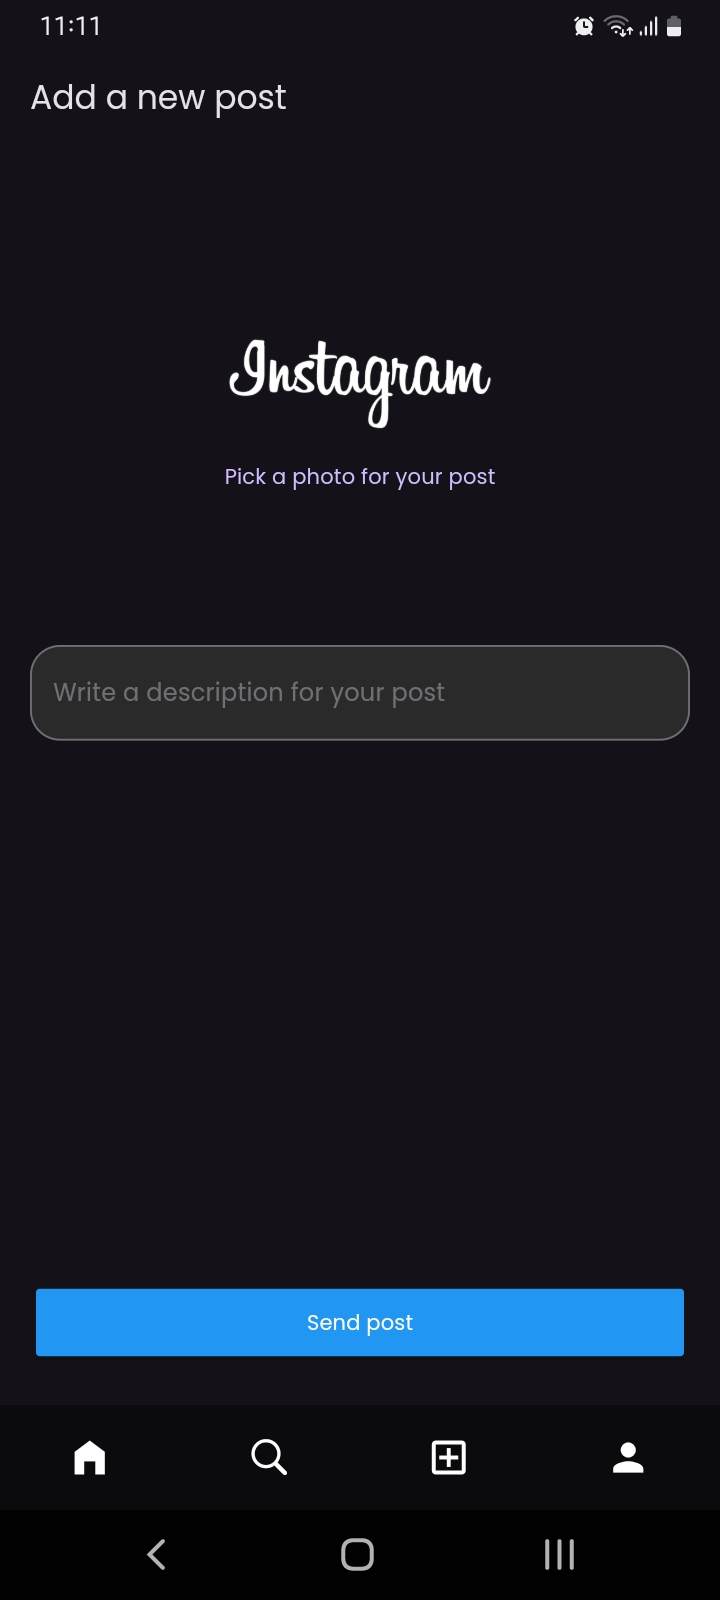 11:11
Add a new post
Instagram
Pick a photo for your post
Write a description for your post
Send post